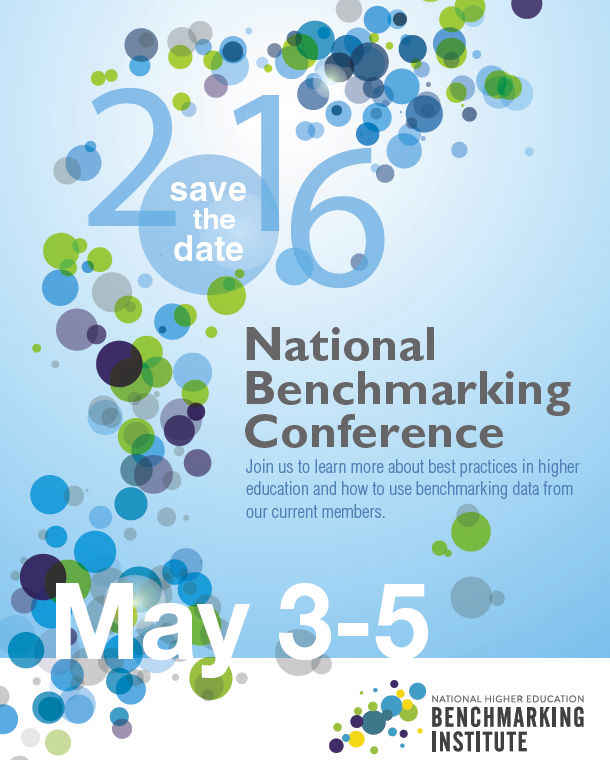 2016
save
the
date
National
Benchmarking
Conference
Join us to learn more about best practices in higher
education and how to use benchmarking data from
our current members.
May 3-5
NATIONAL HIGHER EDUCATION
BENCHMARKING
INSTITUTE